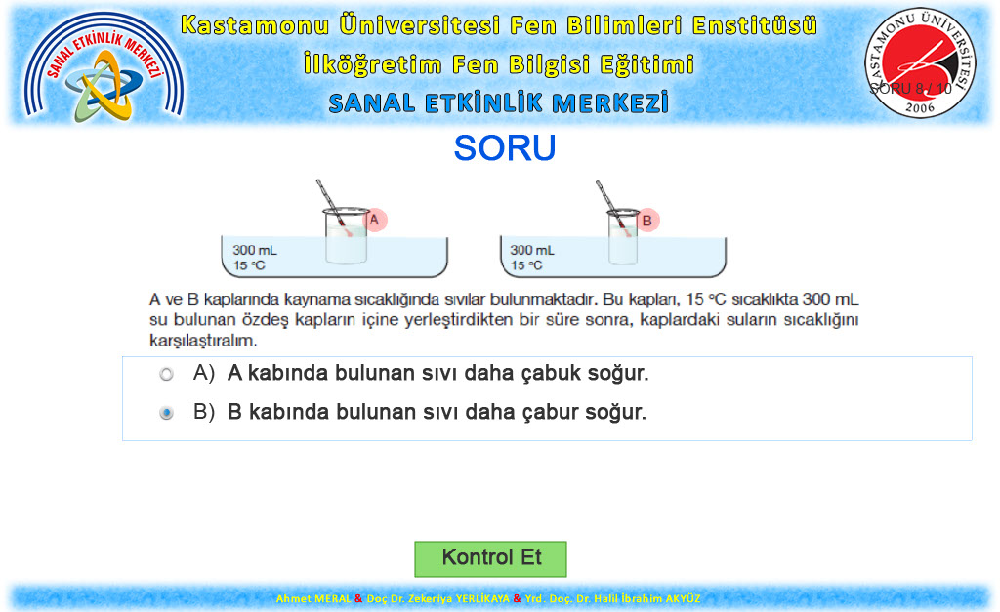 Kastamonu Üniversitesi Fen Bilimleri Enstitüsü
İlköğretim Fen Bilgisi Eğitimi
SANAL ETKİNLİK MERKEZİ
SANAL ETKİNLİK MERKEZİ
KASTAMONU ÜNİVERSİTESİ
SORU 8 / 10
2006
SORU
A
B
300 mL
15 °C
300 mL
15 °C
A ve B kaplarında kaynama sıcaklığında sıvılar bulunmaktadır. Bu kapları, 15 °C sıcaklıkta 300 mL
su bulunan özdeş kapların içine yerleştirdikten bir süre sonra, kaplardaki suların sıcaklığını
karşılaştıralım.
A) A kabında bulunan sıvı daha çabuk soğur.
B) B kabında bulunan sıvı daha çabur soğur.
Kontrol Et
Ahmet MERAL & Doç Dr. Zekeriya YERLİKAYA & Yrd. Doç. Dr. Halil İbrahim AKYÜZ